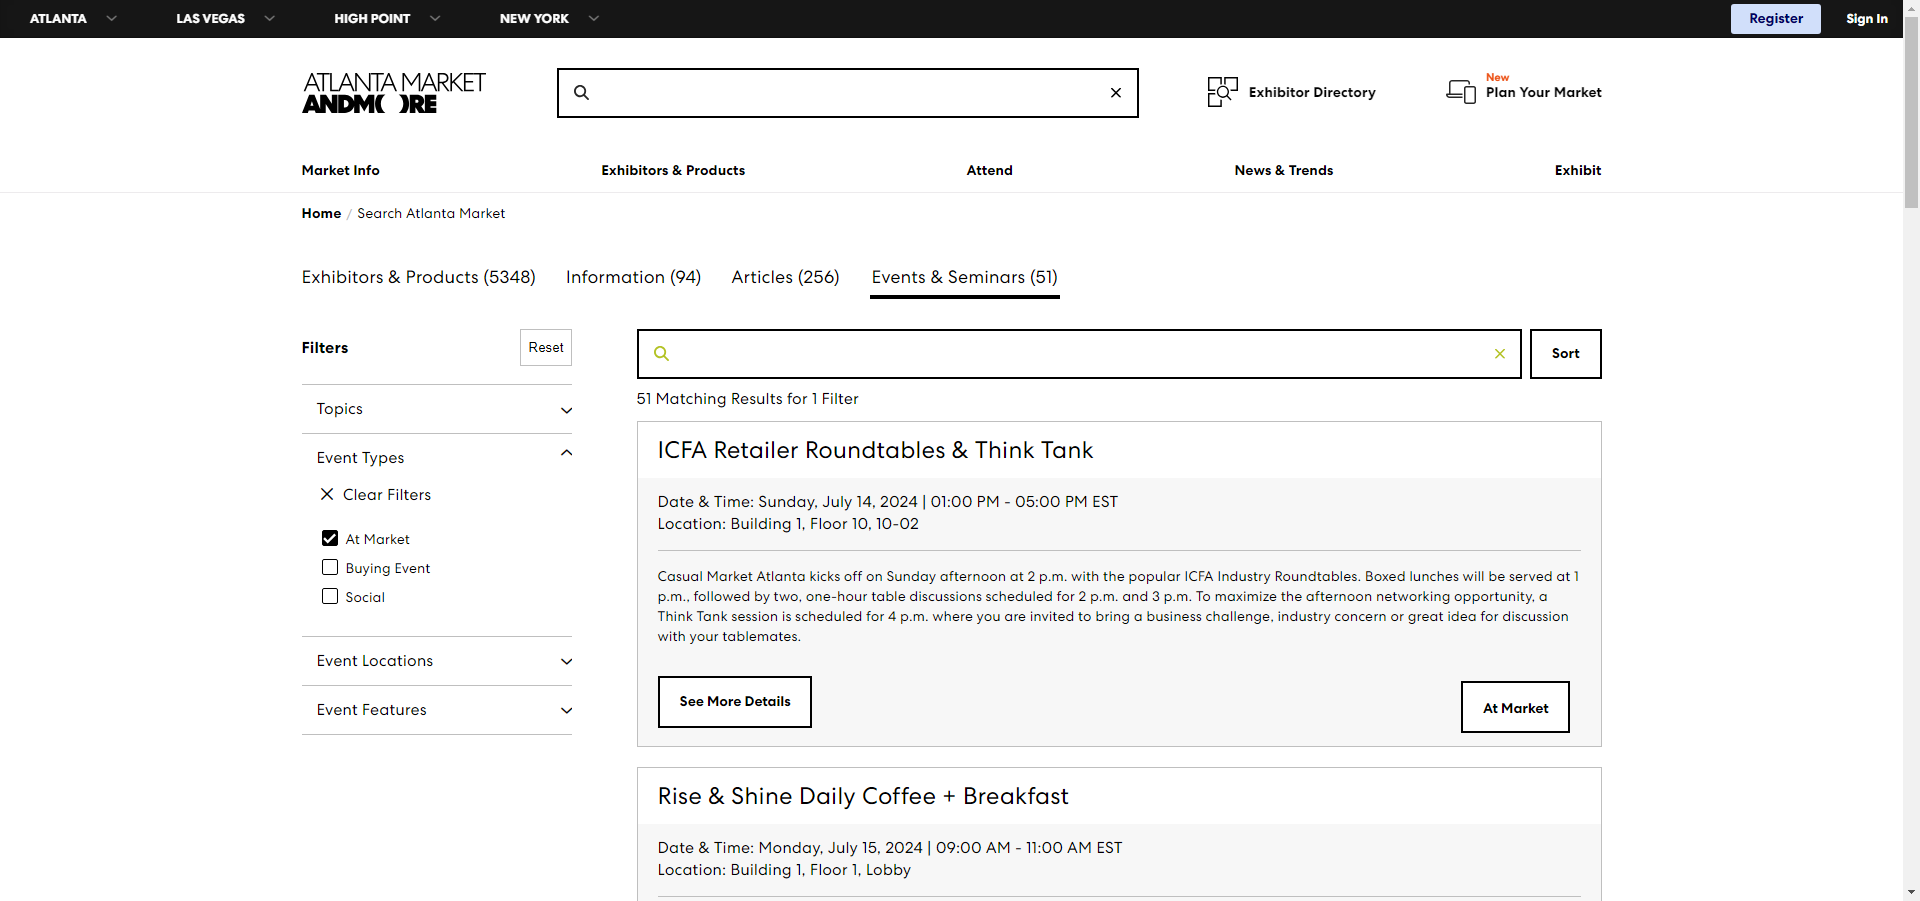 ATLANTA LAS VEGAS HIGH POINT NEW YORK Register Sign In
ATLANTA MARKET
ANDMORE
Exhibitor Directory
New
Plan Your Market
Market Info Exhibitors & Products Attend News & Trends Exhibit
Home / Search Atlanta Market
Exhibitors & Products (5348) Information (94) Articles (256) Events & Seminars (51)
Filters
Reset
Topics
Event Types
Clear Filters
At Market
Buying Event
Social
Event Locations
Event Features
Sort
51 Matching Results for 1 Filter
ICFA Retailer Roundtables & Think Tank
Date & Time: Sunday, July 14, 2024 | 01:00 PM - 05:00 PM EST
Location: Building 1, Floor 10, 10-02
Casual Market Atlanta kicks off on Sunday afternoon at 2 p.m. with the popular ICFA Industry Roundtables. Boxed lunches will be served at 1
p.m., followed by two, one-hour table discussions scheduled for 2 p.m. and 3 p.m. To maximize the afternoon networking opportunity, a
Think Tank session is scheduled for 4 p.m. where you are invited to bring a business challenge, industry concern or great idea for discussion
with your tablemates.
See More Details
At Market
Rise & Shine Daily Coffee + Breakfast
Date & Time: Monday, July 15, 2024 | 09:00 AM - 11:00 AM EST
Location: Building 1, Floor 1, Lobby